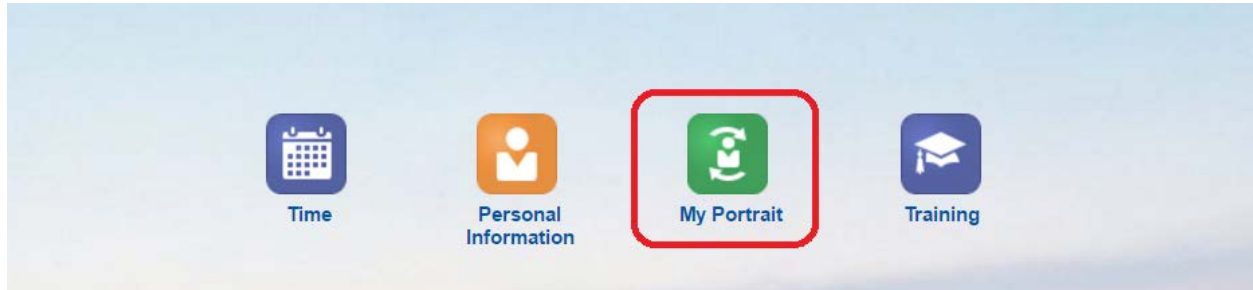 Time
Personal
Information
My Portrait
Training